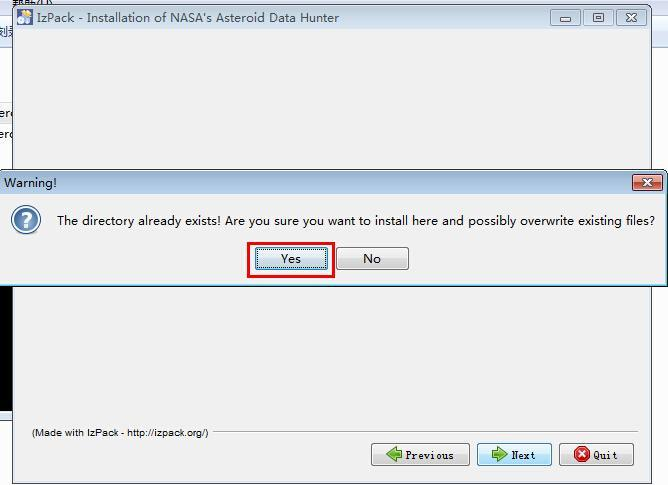 IzPack - Installation of NASA's Asteroid Data Hunter
Warning!
The directory already exists! Are you sure you want to install here and possibly overwrite existing files?
Yes
No
(Made with IzPack - http://izpack.org/)
Previous
Next
Quit